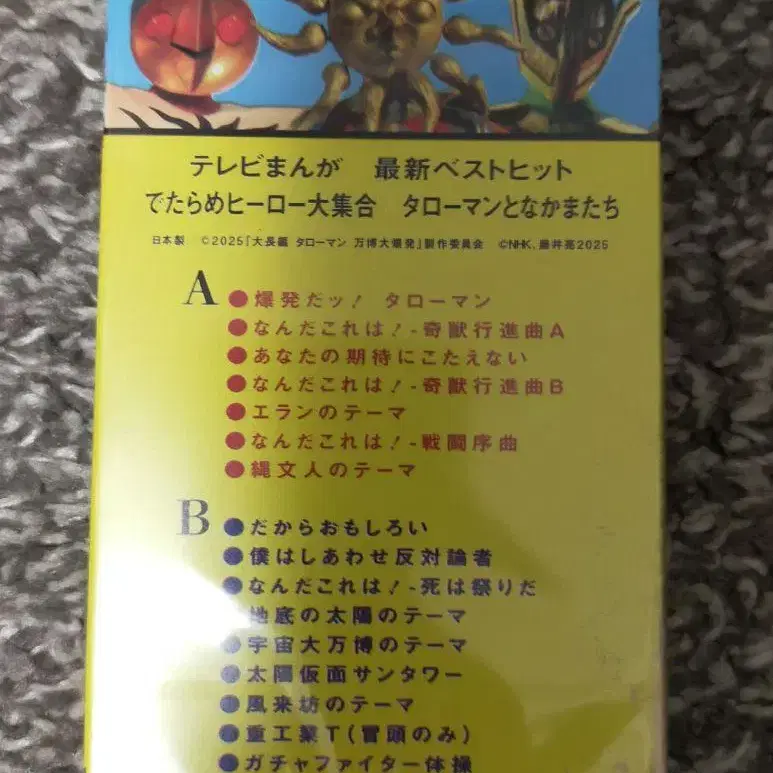 テレビまんが　最新ベストヒット
でたらめヒーロー大集合　タローマンとなかまたち
日本製　©2025『大長編 タローマン 万博大爆発』製作委員会　©NHK、藤井亮2025
A
●爆発だッ！ タローマン
●なんだこれは！-奇獣行進曲A
●あなたの期待にこたえない
●なんだこれは！-奇獣行進曲B
●エランのテーマ
●なんだこれは！-戦闘序曲
●縄文人のテーマ
B
●だからおもしろい
●僕はしあわせ反対論者
●なんだこれは！-死は祭りだ
●地底の太陽のテーマ
●宇宙大万博のテーマ
●太陽仮面サンタワー
●風来坊のテーマ
●重工業T(冒頭のみ)
●ガチャファイター体操